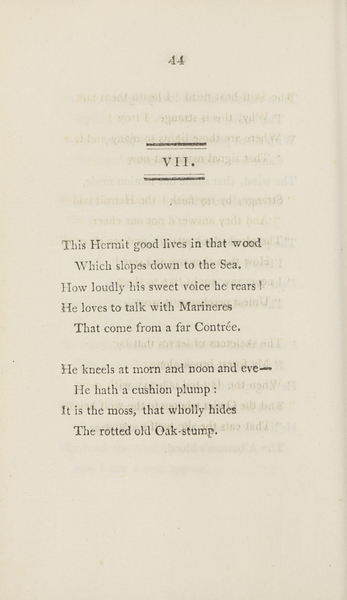 44
VII.
This Hermit good lives in that wood
Which slopes down to the Sea.
How loudly his sweet voice he rears!
He loves to talk with Marineres
That come from a far Contrée.
He kneels at morn and noon and eve—
He hath a cushion plump:
It is the moss, that wholly hides
The rotted old Oak-stump.